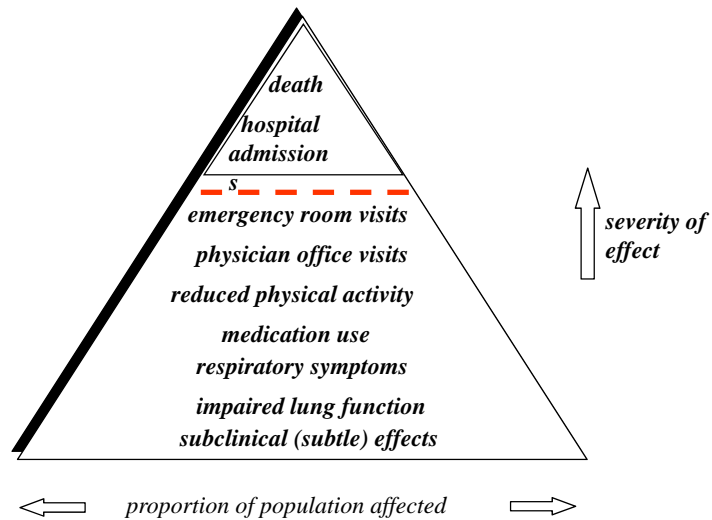 death
hospital
admission
s
emergency room visits
physician office visits
reduced physical activity
medication use
respiratory symptoms
impaired lung function
subclinical (subtle) effects
severity of
effect
proportion of population affected